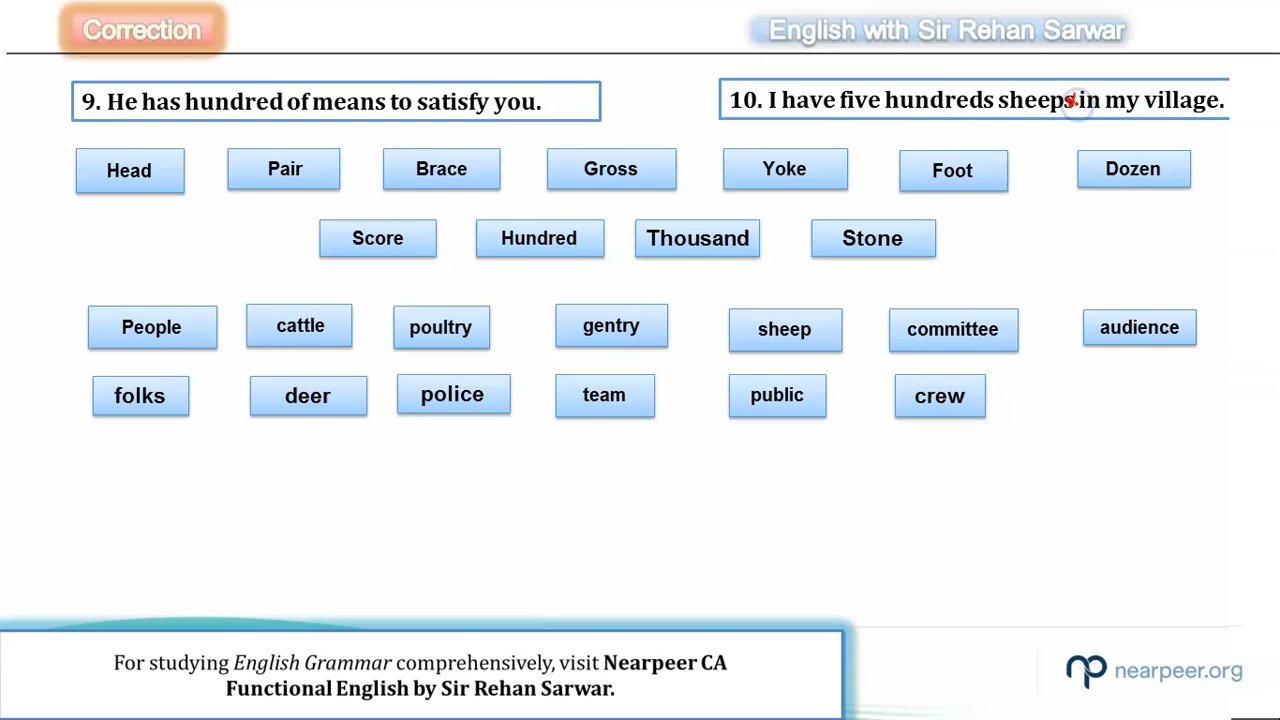 Correction
English with Sir Rehan Sarwar
9. He has hundred of means to satisfy you.
10. I have five hundreds sheeps in my village.
Head Pair Brace Gross Yoke Foot Dozen
Score Hundred Thousand Stone
People cattle poultry gentry sheep committee audience
folks deer police team public crew
For studying English Grammar comprehensively, visit Nearpeer CA
Functional English by Sir Rehan Sarwar.
nearpeer.org